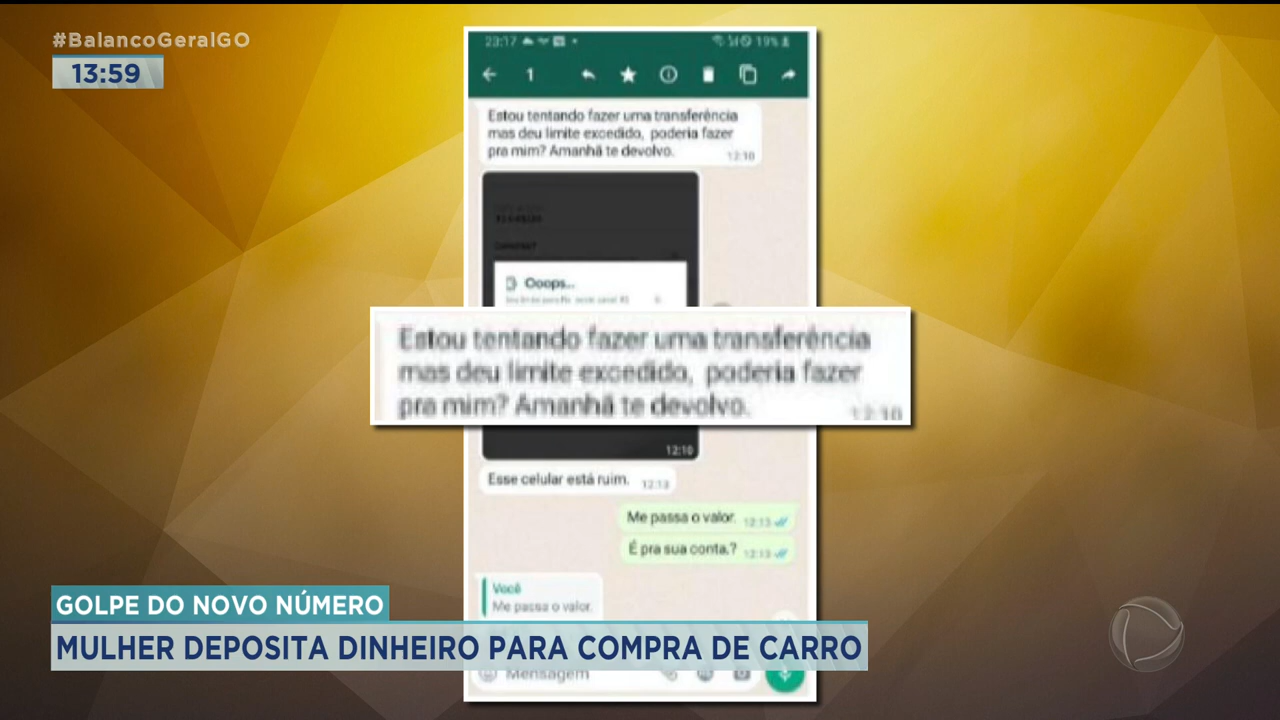 #BalancoGeralGO
13:59
23:17
19%
1
Estou tentando fazer uma transferência
mas deu limite excedido, poderia fazer
pra mim? Amanhã te devolvo.
12:10
Ooops...
Estou tentando fazer uma transferência
mas deu limite excedido, poderia fazer
pra mim? Amanhã te devolvo.
12:10
12:10
Esse celular está ruim.
12:13
Me passa o valor.
12:13
É pra sua conta.?
12:13
Você
Me passa o valor.
GOLPE DO NOVO NÚMERO
MULHER DEPOSITA DINHEIRO PARA COMPRA DE CARRO
Mensagem